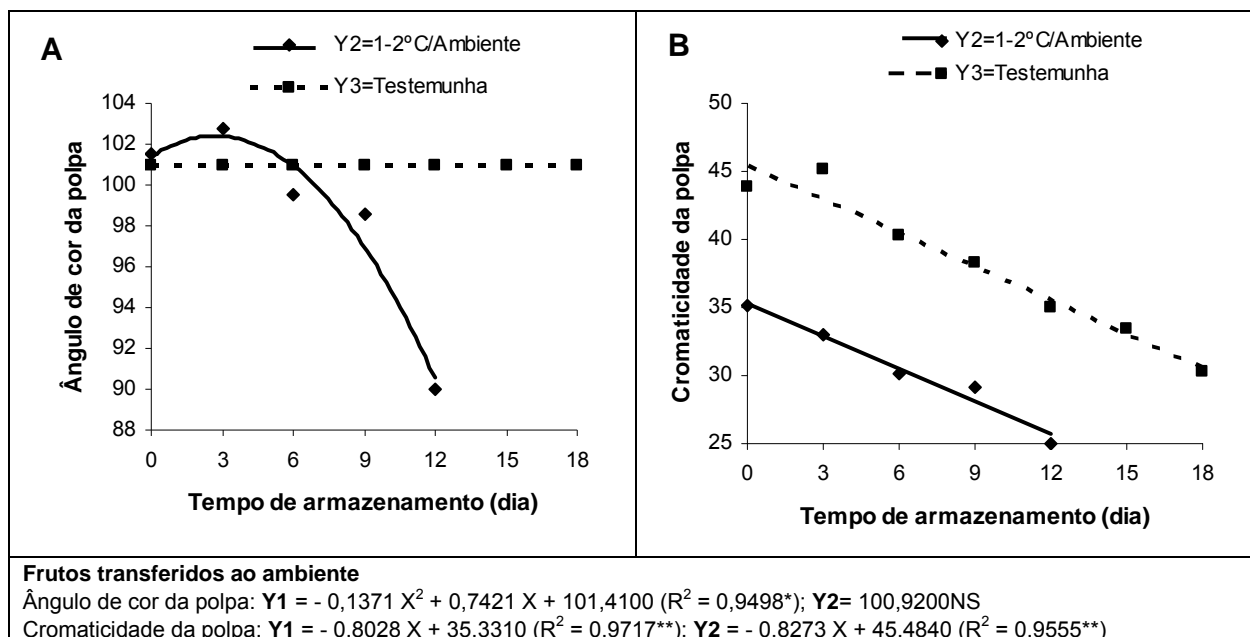 A
Y2=1-2ºC/Ambiente
Y3=Testemunha
Ângulo de cor da polpa
104
102
100
98
96
94
92
90
88
0 3 6 9 12 15 18
Tempo de armazenamento (dia)
B
Y2=1-2ºC/Ambiente
Y3=Testemunha
Cromaticidade da polpa
50
45
40
35
30
25
0 3 6 9 12 15 18
Tempo de armazenamento (dia)
Frutos transferidos ao ambiente
Ângulo de cor da polpa: Y1 = - 0,1371 X² + 0,7421 X + 101,4100 (R² = 0,9498*); Y2= 100,9200NS
Cromaticidade da polpa: Y1 = - 0,8028 X + 35,3310 (R² = 0,9717**); Y2 = - 0,8273 X + 45,4840 (R² = 0,9555**)